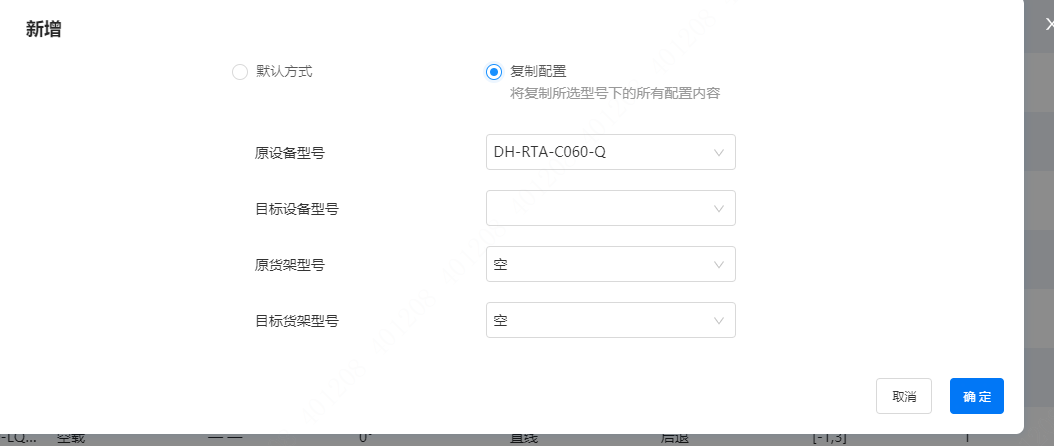 新增
X
默认方式
复制配置
将复制所选型号下的所有配置内容
原设备型号
DH-RTA-C060-Q
目标设备型号
原货架型号
空
目标货架型号
空
取消
确 定
-LQ... 空载 — — 0° 直线 后退 [-1,3] 1